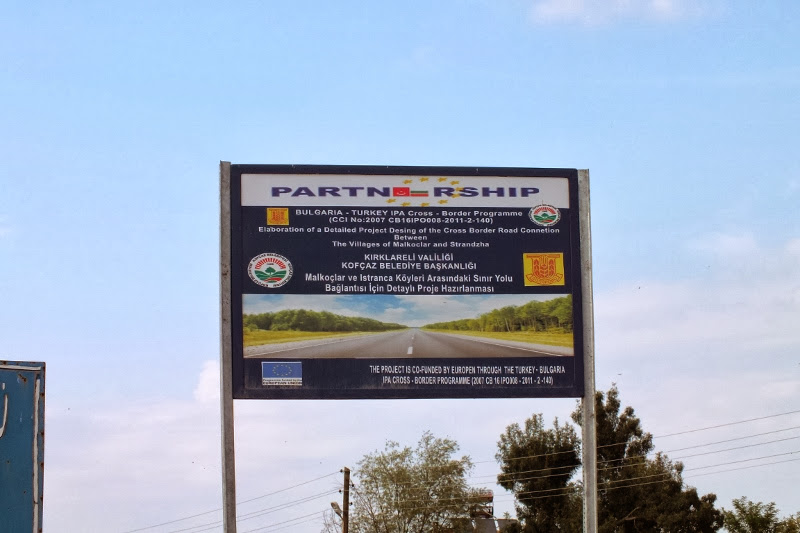 PARTNERSHIP
BULGARIA - TURKEY IPA Cross - Border Programme
(CCI No:2007 CB16IPO008-2011-2-140)
Elaboration of a Detailed Project Desing of the Cross Border Road Connetion
Between
The Villages of Malkoclar and Strandzha
KIRKLARELİ VALİLİĞİ
KOFÇAZ BELEDİYE BAŞKANLIĞI
Malkoçlar ve Istranca Köyleri Arasındaki Sınır Yolu
Bağlantısı İçin Detaylı Proje Hazırlanması
THE PROJECT IS CO-FUNDED BY EUROPEN THROUGH THE TURKEY- BULGARIA
IPA CROSS - BORDER PROGRAMME (2007 CB 16 IPO008 - 2011 - 2 -140)
EUROPEAN UNION